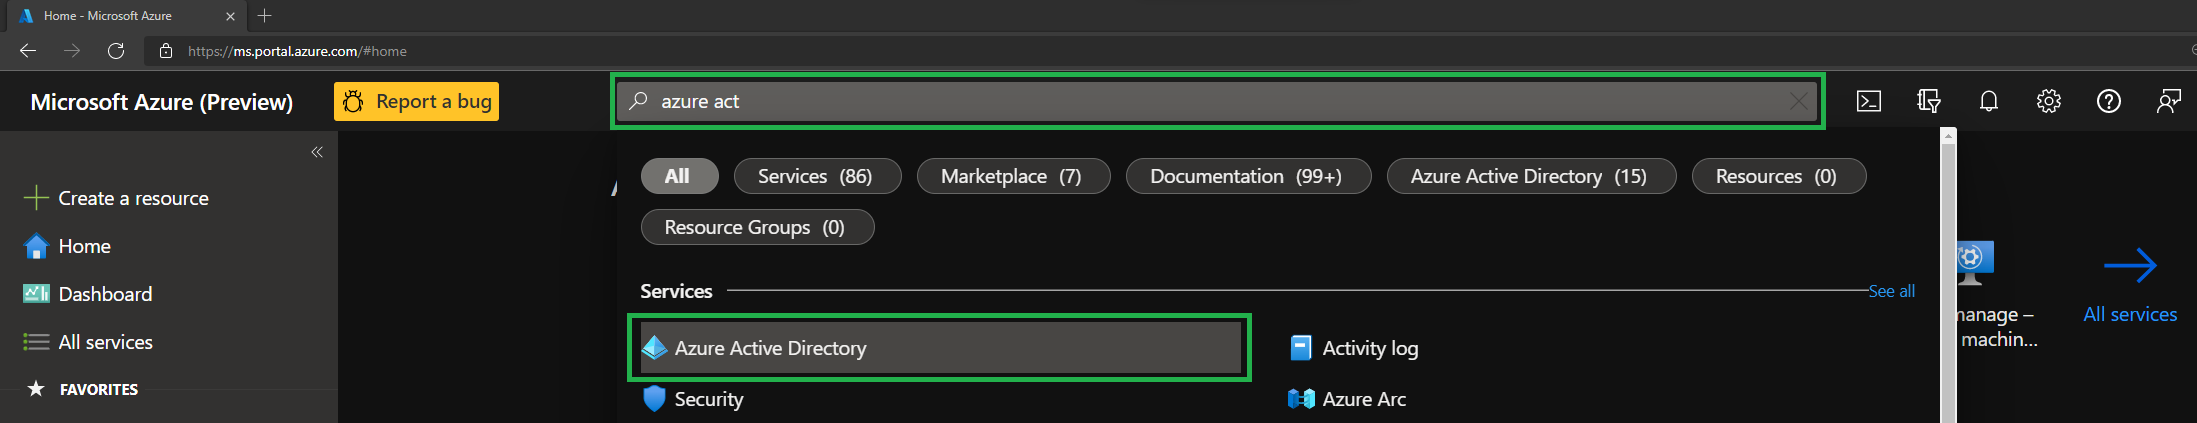 Home - Microsoft Azure
https://ms.portal.azure.com/#home
Microsoft Azure (Preview)
Report a bug
azure act
All
Services (86)
Marketplace (7)
Documentation (99+)
Azure Active Directory (15)
Resources (0)
Resource Groups (0)
Create a resource
Home
Dashboard
All services
FAVORITES
Services
See all
Azure Active Directory
Activity log
Security
Azure Arc
manage –
machin...
All services